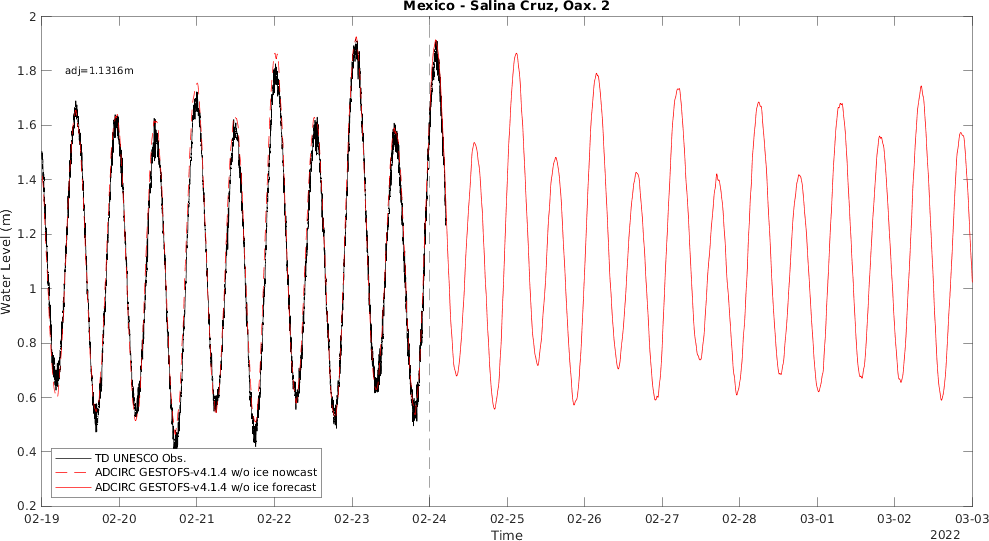 Mexico - Salina Cruz, Oax. 2
2
1.8
1.6
1.4
1.2
1
0.8
0.6
0.4
0.2
Water Level (m)
adj=1.1316m
TD UNESCO Obs.
ADCIRC GESTOFS-v4.1.4 w/o ice nowcast
ADCIRC GESTOFS-v4.1.4 w/o ice forecast
02-19 02-20 02-21 02-22 02-23 02-24 02-25 02-26 02-27 02-28 03-01 03-02 03-03
Time
2022